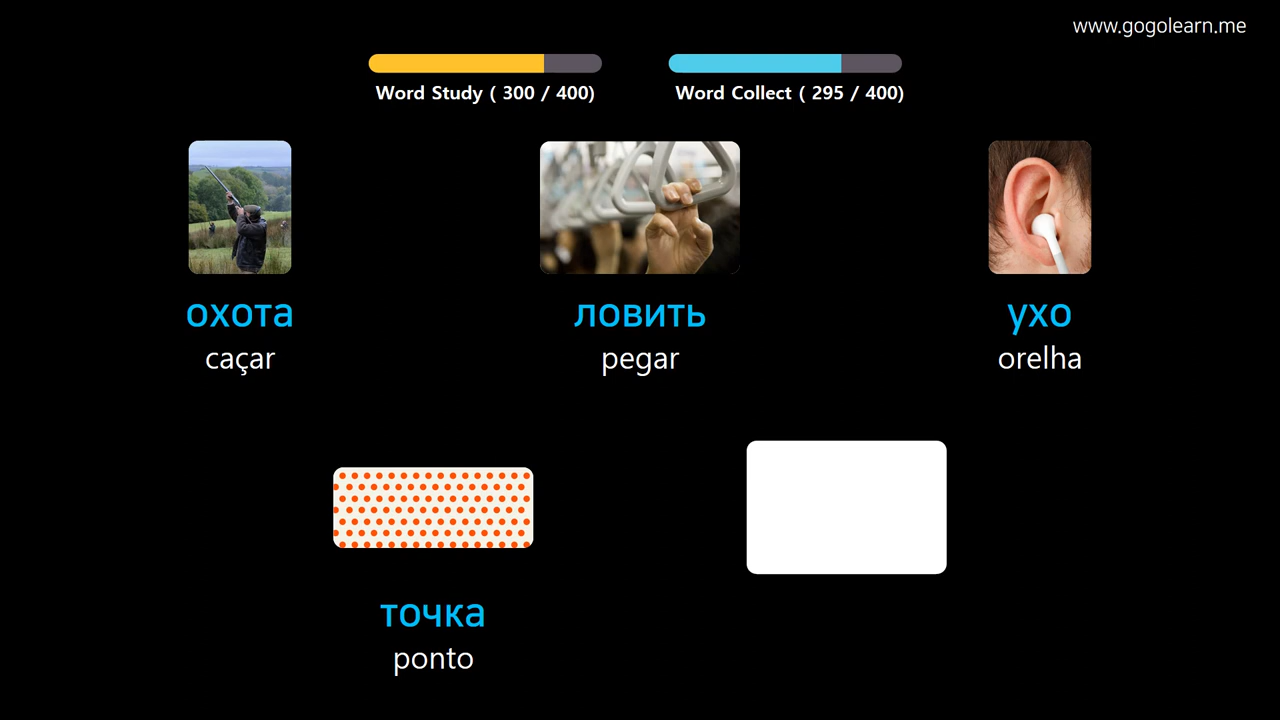 www.gogolearn.me
Word Study ( 300 / 400)
Word Collect ( 295 / 400)
охота
caçar
ловить
pegar
ухо
orelha
точка
ponto